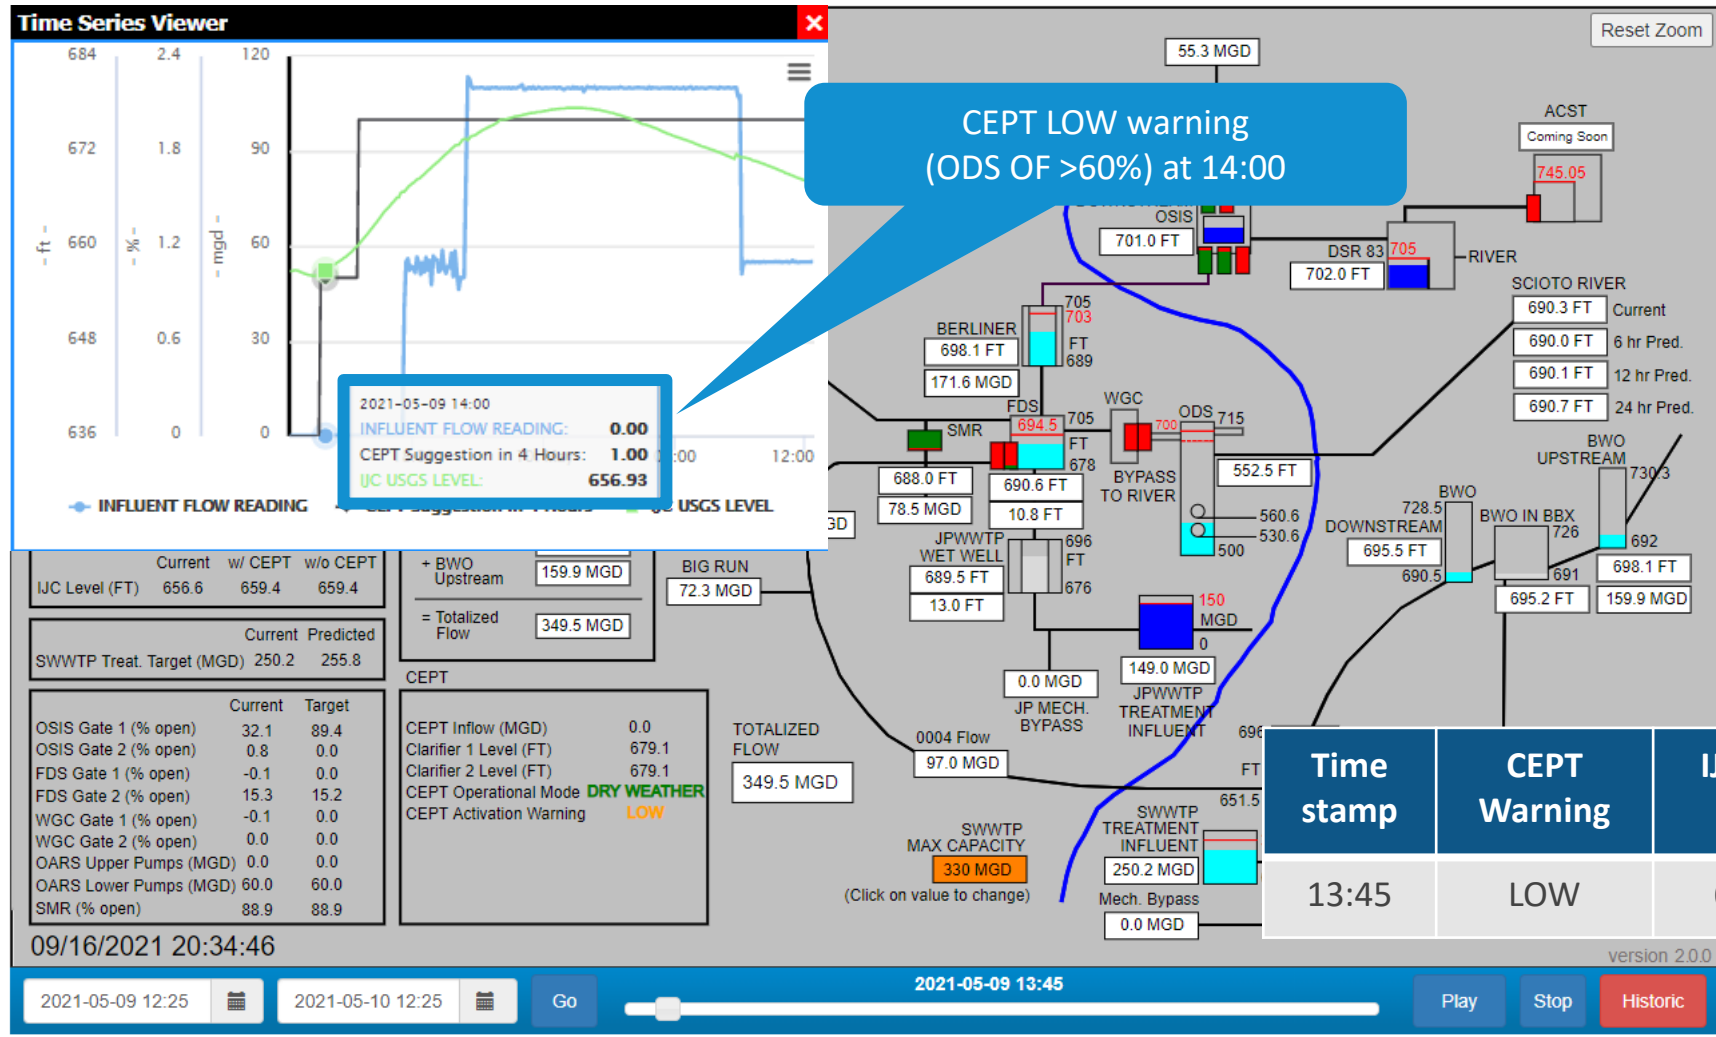 Time Series Viewer
×
Reset Zoom
684 2.4 120
672 1.8 90
660 1.2 60
648 0.6 30
636 0 0
- ft -
- % -
- mgd -
:00 12:00
2021-05-09 14:00
INFLUENT FLOW READING: 0.00
CEPT Suggestion in 4 Hours: 1.00
IJC USGS LEVEL: 656.93
INFLUENT FLOW READING
CEPT Suggestion in 4 Hours
IJC USGS LEVEL
CEPT LOW warning
(ODS OF >60%) at 14:00
55.3 MGD
ACST
Coming Soon
745.05
OSIS
701.0 FT
DSR 83
705
702.0 FT
RIVER
SCIOTO RIVER
690.3 FT Current
690.0 FT 6 hr Pred.
690.1 FT 12 hr Pred.
690.7 FT 24 hr Pred.
BERLINER
698.1 FT
171.6 MGD
705
703
FT
689
FDS
694.5
705
FT
678
690.6 FT
10.8 FT
SMR
688.0 FT
78.5 MGD
GD
WGC
BYPASS
TO RIVER
ODS
715
700
552.5 FT
560.6
530.6
500
BWO
UPSTREAM
730.3
692
698.1 FT
159.9 MGD
BWO
DOWNSTREAM
728.5
695.5 FT
690.5
BWO IN BBX
726
691
695.2 FT
JPWWTP
WET WELL
689.5 FT
13.0 FT
696
FT
676
150
MGD
0
149.0 MGD
JPWWTP
TREATMENT
INFLUENT
0.0 MGD
JP MECH.
BYPASS
BIG RUN
72.3 MGD
Current w/ CEPT w/o CEPT
IJC Level (FT) 656.6 659.4 659.4
Current Predicted
SWWTP Treat. Target (MGD) 250.2 255.8
+ BWO
Upstream
159.9 MGD
= Totalized
Flow
349.5 MGD
Current Target
OSIS Gate 1 (% open) 32.1 89.4
OSIS Gate 2 (% open) 0.8 0.0
FDS Gate 1 (% open) -0.1 0.0
FDS Gate 2 (% open) 15.3 15.2
WGC Gate 1 (% open) -0.1 0.0
WGC Gate 2 (% open) 0.0 0.0
OARS Upper Pumps (MGD) 0.0 0.0
OARS Lower Pumps (MGD) 60.0 60.0
SMR (% open) 88.9 88.9
CEPT
CEPT Inflow (MGD) 0.0
Clarifier 1 Level (FT) 679.1
Clarifier 2 Level (FT) 679.1
CEPT Operational Mode DRY WEATHER
CEPT Activation Warning LOW
TOTALIZED
FLOW
349.5 MGD
0004 Flow
97.0 MGD
696
FT
651.5
SWWTP
MAX CAPACITY
330 MGD
(Click on value to change)
SWWTP
TREATMENT
INFLUENT
250.2 MGD
Mech. Bypass
0.0 MGD
Time
stamp
CEPT
Warning
13:45 LOW
version 2.0.0
09/16/2021 20:34:46
2021-05-09 12:25
2021-05-10 12:25
Go
2021-05-09 13:45
Play
Stop
Historic